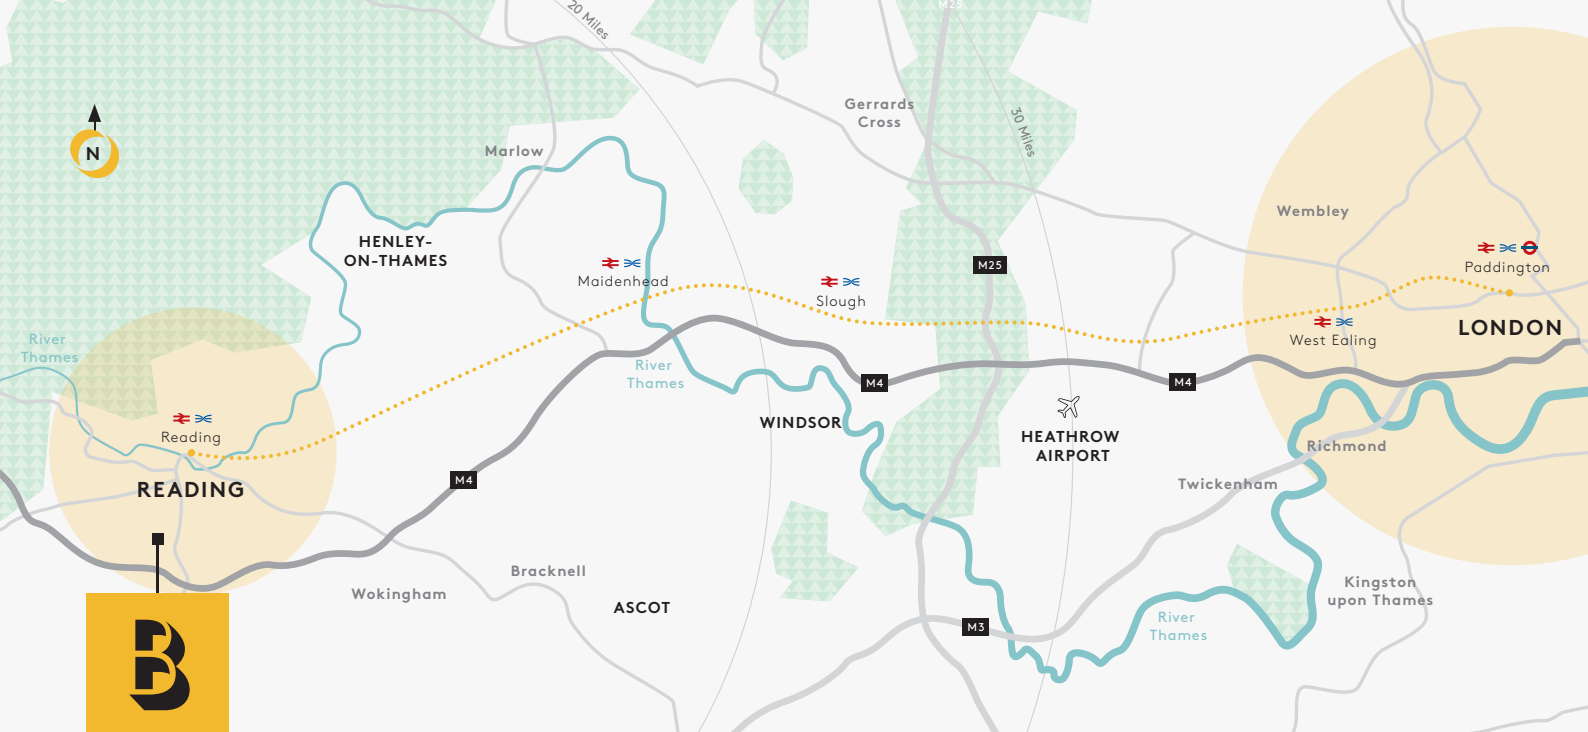 M25
20 Miles
Gerrards
Cross
30 Miles
N
Marlow
Wembley
HENLEY-
ON-THAMES
Maidenhead
M25
Paddington
Slough
River
Thames
West Ealing
LONDON
River
Thames
M4
M4
WINDSOR
Reading
HEATHROW
AIRPORT
Richmond
M4
READING
Twickenham
Bracknell
Wokingham
ASCOT
Kingston
upon Thames
M3
River
Thames
B